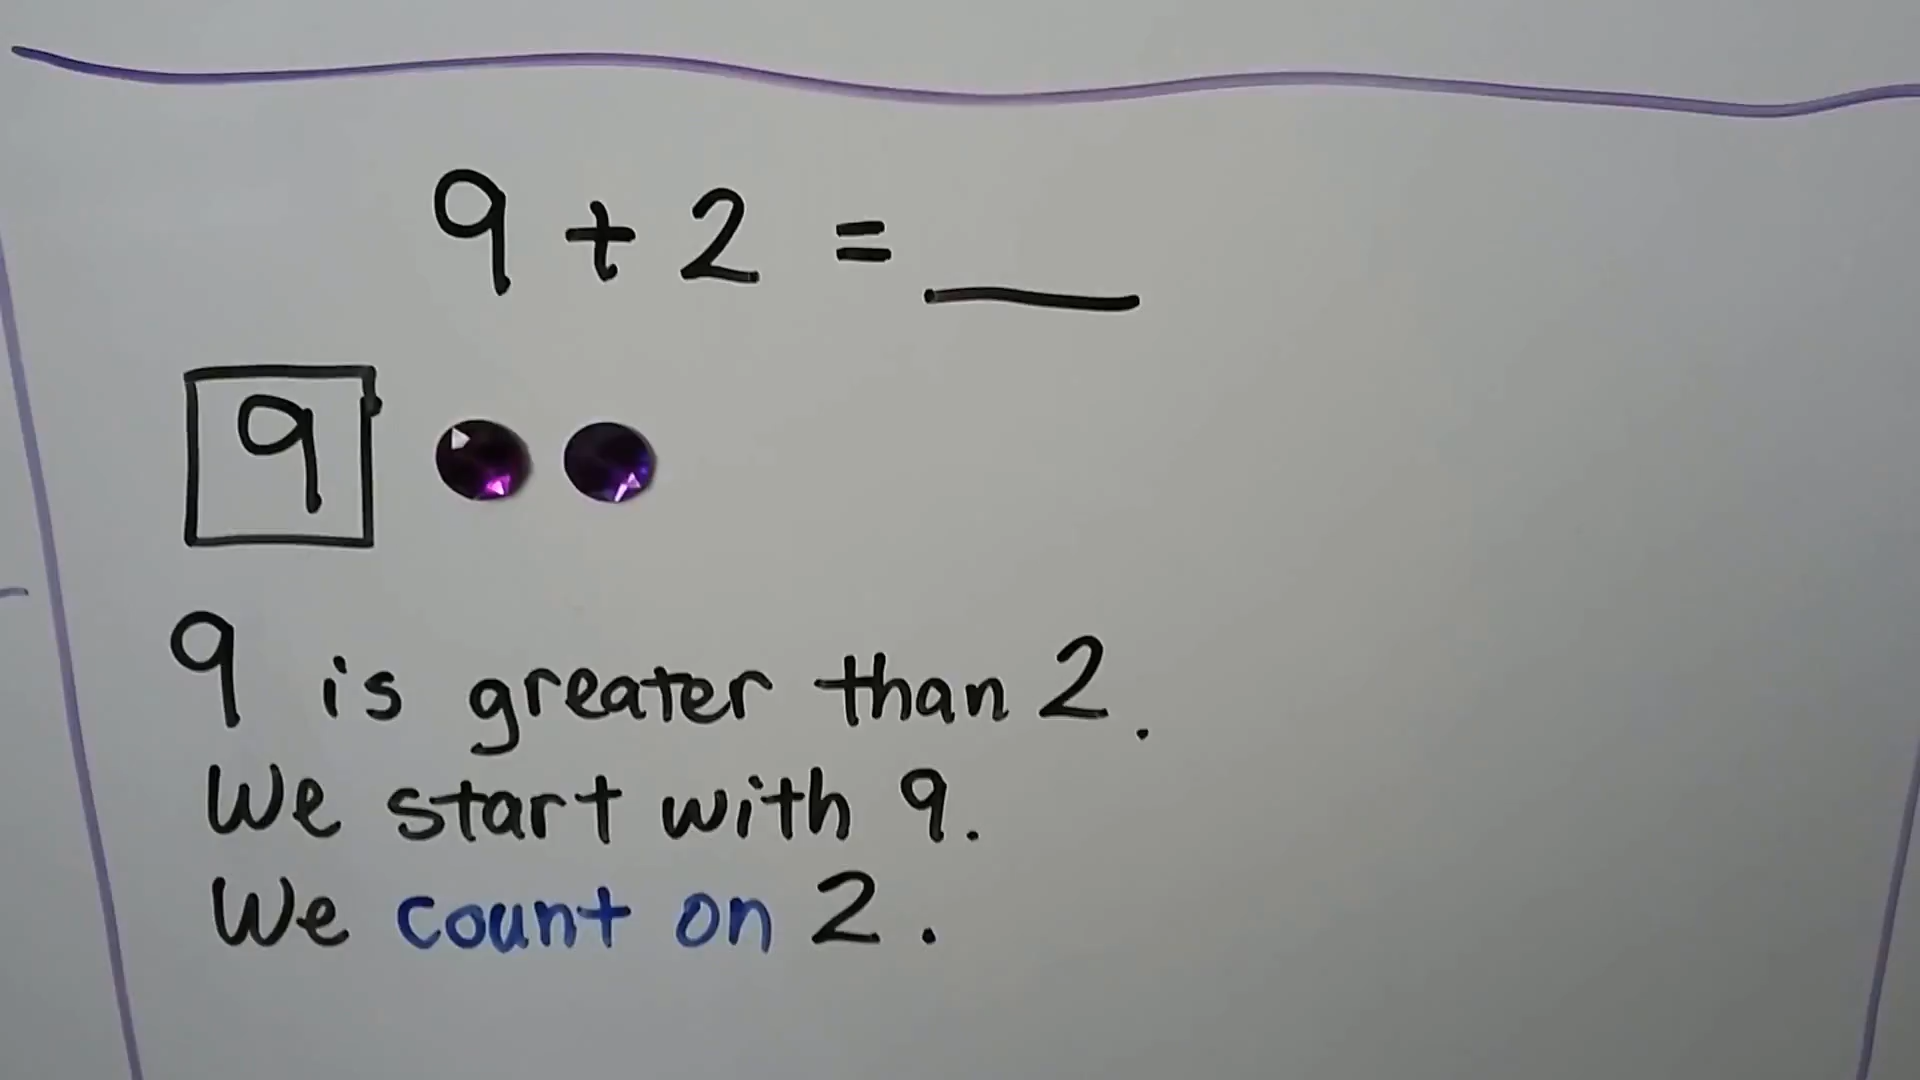 9 + 2 = ___
9
9 is greater than 2.
We start with 9.
We count on 2.